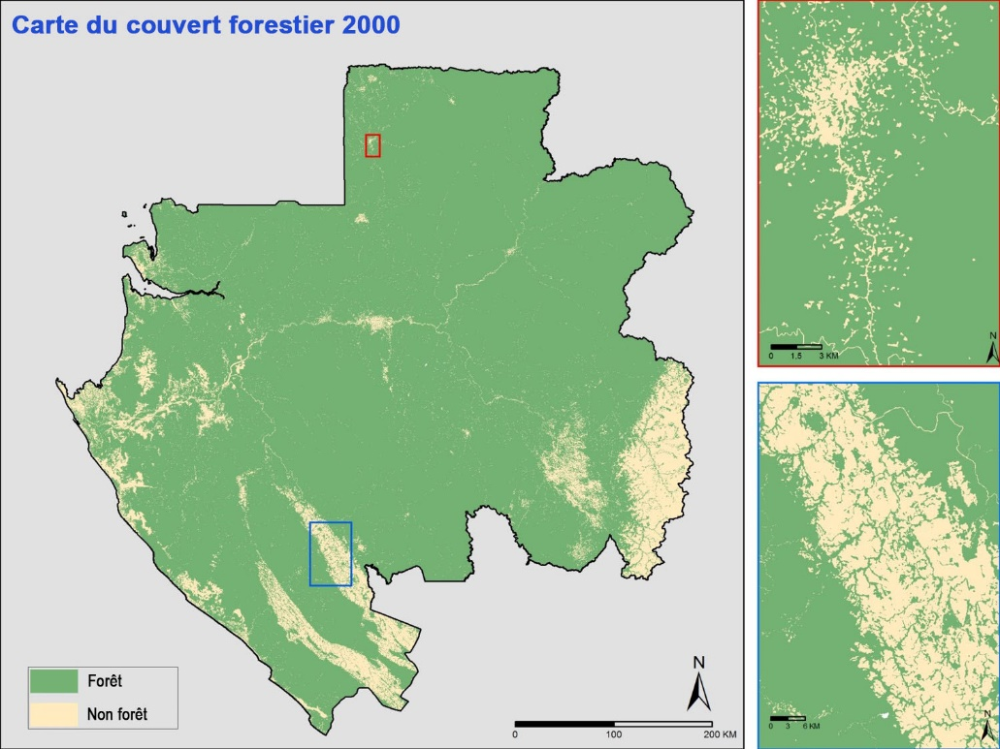 Carte du couvert forestier 2000
Forêt
Non forêt
N
0 100 200 KM
N
0 1.5 3 KM
N
0 3 6 KM